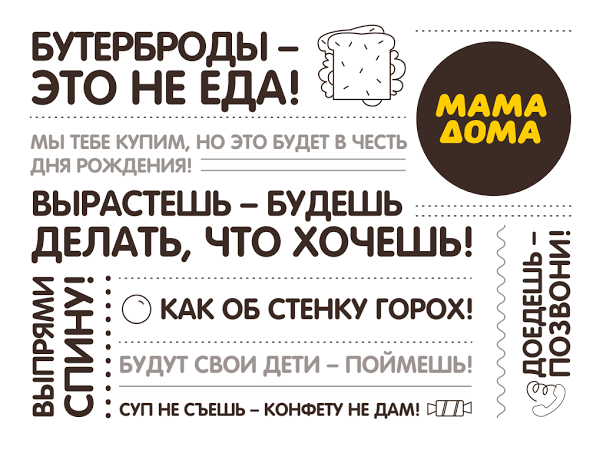 БУТЕРБРОДЫ –
ЭТО НЕ ЕДА!
МАМА
ДОМА
МЫ ТЕБЕ КУПИМ, НО ЭТО БУДЕТ В ЧЕСТЬ
ДНЯ РОЖДЕНИЯ!
ВЫРАСТЕШЬ – БУДЕШЬ
ДЕЛАТЬ, ЧТО ХОЧЕШЬ!
ВЫПРЯМИ
СПИНУ!
КАК ОБ СТЕНКУ ГОРОХ!
БУДУТ СВОИ ДЕТИ – ПОЙМЕШЬ!
СУП НЕ СЪЕШЬ – КОНФЕТУ НЕ ДАМ!
ДОЕДЕШЬ –
ПОЗВОНИ!